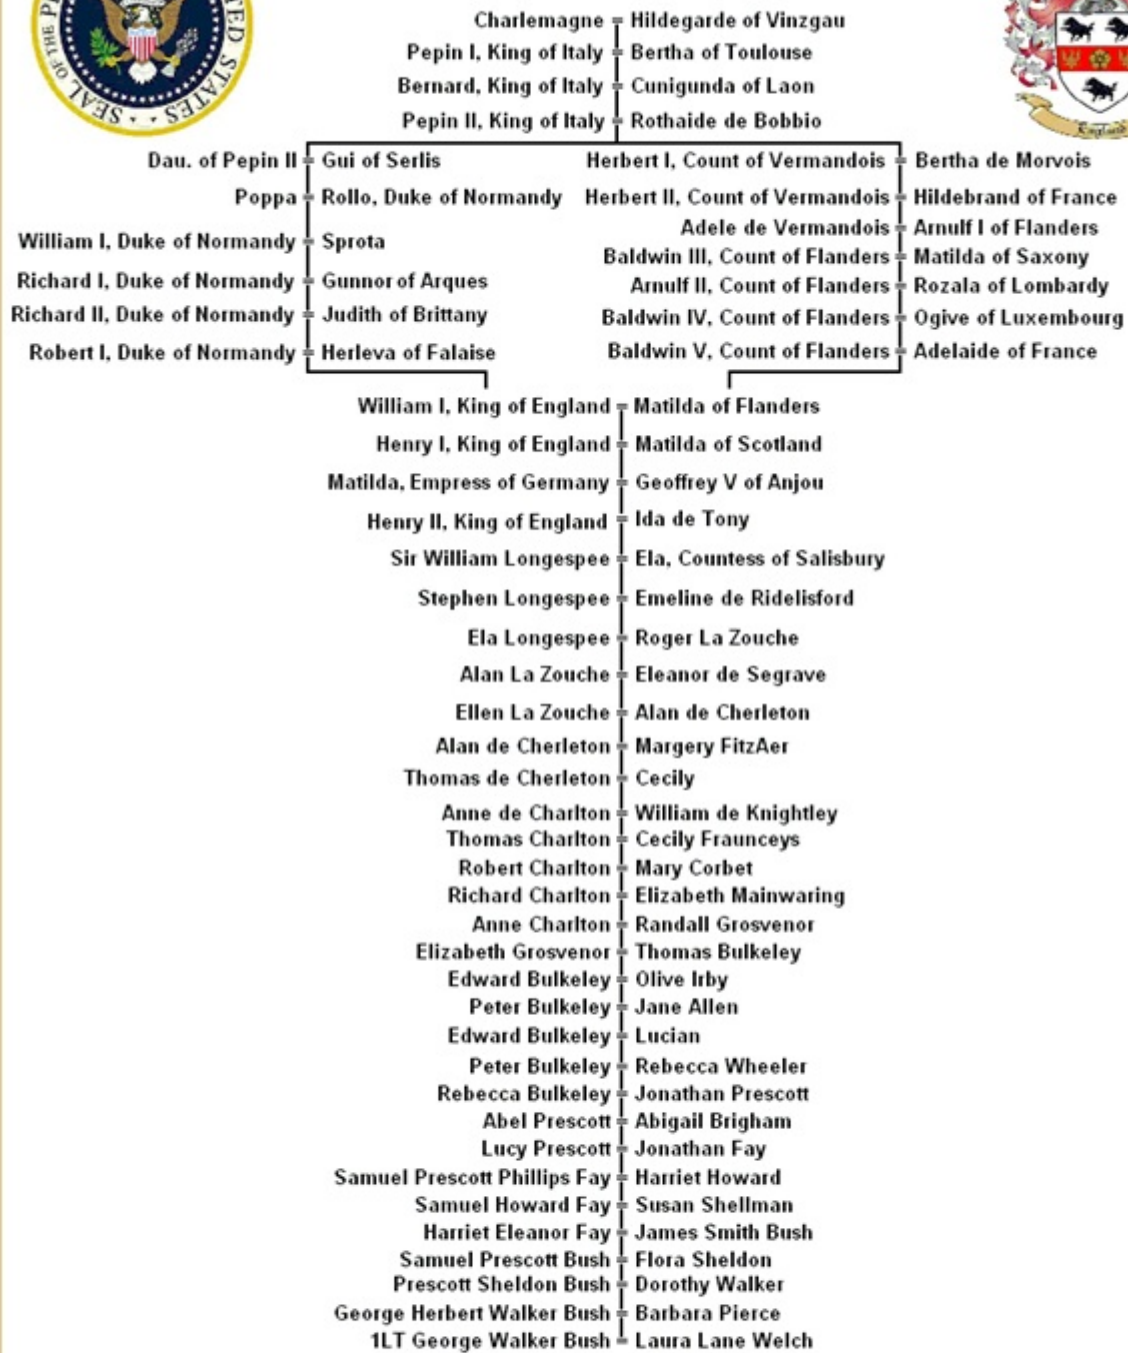 SEAL OF THE P
TED STATES
England
Charlemagne = Hildegarde of Vinzgau
Pepin I, King of Italy = Bertha of Toulouse
Bernard, King of Italy = Cunigunda of Laon
Pepin II, King of Italy = Rothaide de Bobbio
Dau. of Pepin II = Gui of Serlis
Poppa = Rollo, Duke of Normandy
William I, Duke of Normandy = Sprota
Richard I, Duke of Normandy = Gunnor of Arques
Richard II, Duke of Normandy = Judith of Brittany
Robert I, Duke of Normandy = Herleva of Falaise
Herbert I, Count of Vermandois = Bertha de Morvois
Herbert II, Count of Vermandois = Hildebrand of France
Adele de Vermandois = Arnulf I of Flanders
Baldwin III, Count of Flanders = Matilda of Saxony
Arnulf II, Count of Flanders = Rozala of Lombardy
Baldwin IV, Count of Flanders = Ogive of Luxembourg
Baldwin V, Count of Flanders = Adelaide of France
William I, King of England = Matilda of Flanders
Henry I, King of England = Matilda of Scotland
Matilda, Empress of Germany = Geoffrey V of Anjou
Henry II, King of England = Ida de Tony
Sir William Longespee = Ela, Countess of Salisbury
Stephen Longespee = Emeline de Ridelisford
Ela Longespee = Roger La Zouche
Alan La Zouche = Eleanor de Segrave
Ellen La Zouche = Alan de Cherleton
Alan de Cherleton = Margery FitzAer
Thomas de Cherleton = Cecily
Anne de Charlton = William de Knightley
Thomas Charlton = Cecily Fraunceys
Robert Charlton = Mary Corbet
Richard Charlton = Elizabeth Mainwaring
Anne Charlton = Randall Grosvenor
Elizabeth Grosvenor = Thomas Bulkeley
Edward Bulkeley = Olive Irby
Peter Bulkeley = Jane Allen
Edward Bulkeley = Lucian
Peter Bulkeley = Rebecca Wheeler
Rebecca Bulkeley = Jonathan Prescott
Abel Prescott = Abigail Brigham
Lucy Prescott = Jonathan Fay
Samuel Prescott Phillips Fay = Harriet Howard
Samuel Howard Fay = Susan Shellman
Harriet Eleanor Fay = James Smith Bush
Samuel Prescott Bush = Flora Sheldon
Prescott Sheldon Bush = Dorothy Walker
George Herbert Walker Bush = Barbara Pierce
1LT George Walker Bush = Laura Lane Welch